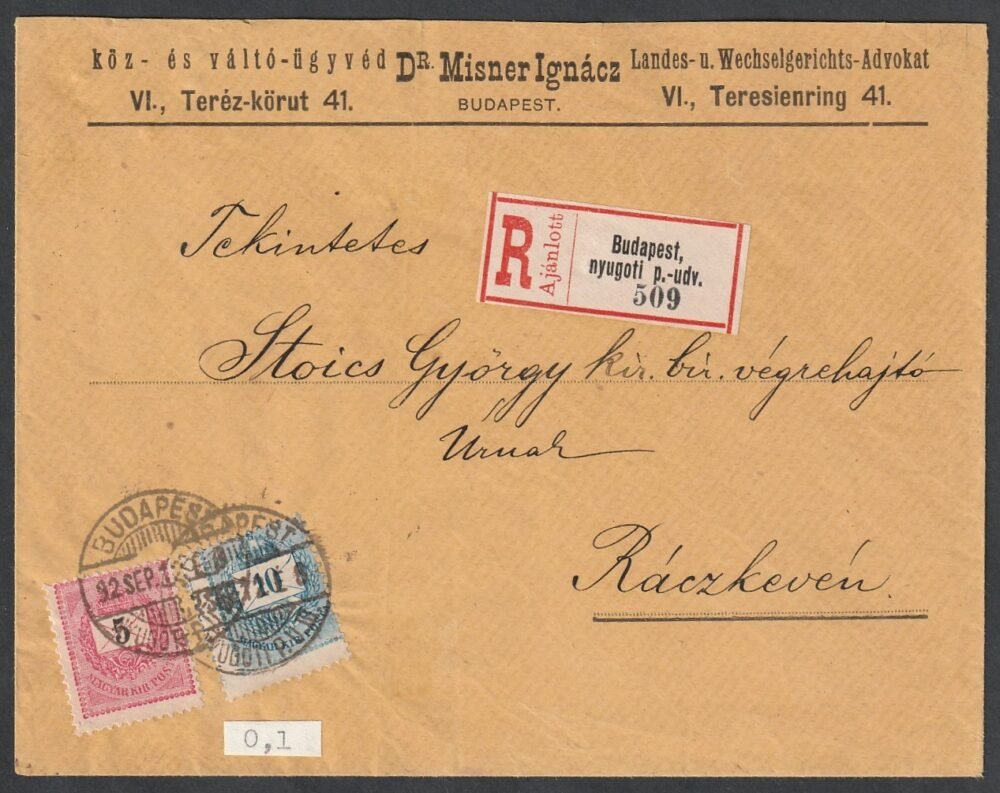 köz- és váltó-ügyvéd DR. Misner Ignácz Landes- u. Wechselgerichts-Advokat
VI., Teréz-körut 41. BUDAPEST. VI., Teresienring 41.
R Ajánlott
Budapest,
nyugoti p.-udv.
509
Tekintetes
Stoics György kir. bir. végrehajtó
Úrnak
Ráczkevén.
BUDAPEST
92.SEP.
5
MAGYAR KIR. POSTA
10
0,1